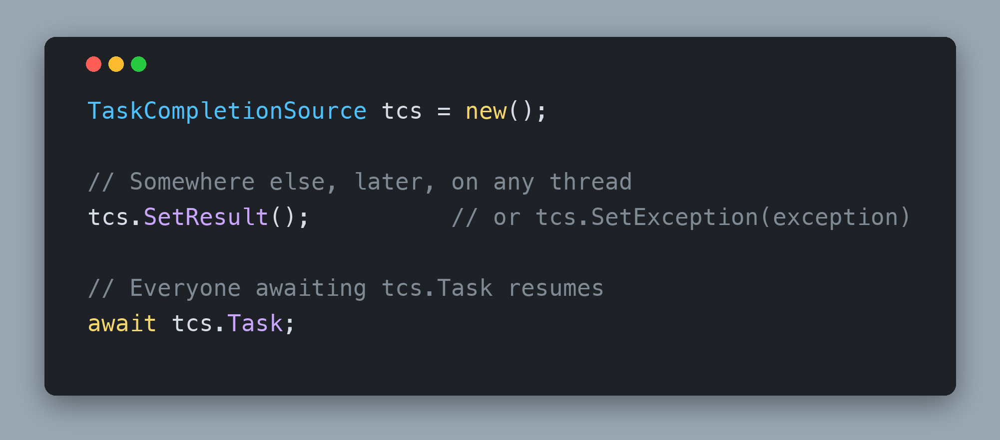 TaskCompletionSource tcs = new();
// Somewhere else, later, on any thread
tcs.SetResult();          // or tcs.SetException(exception)
// Everyone awaiting tcs.Task resumes
await tcs.Task;